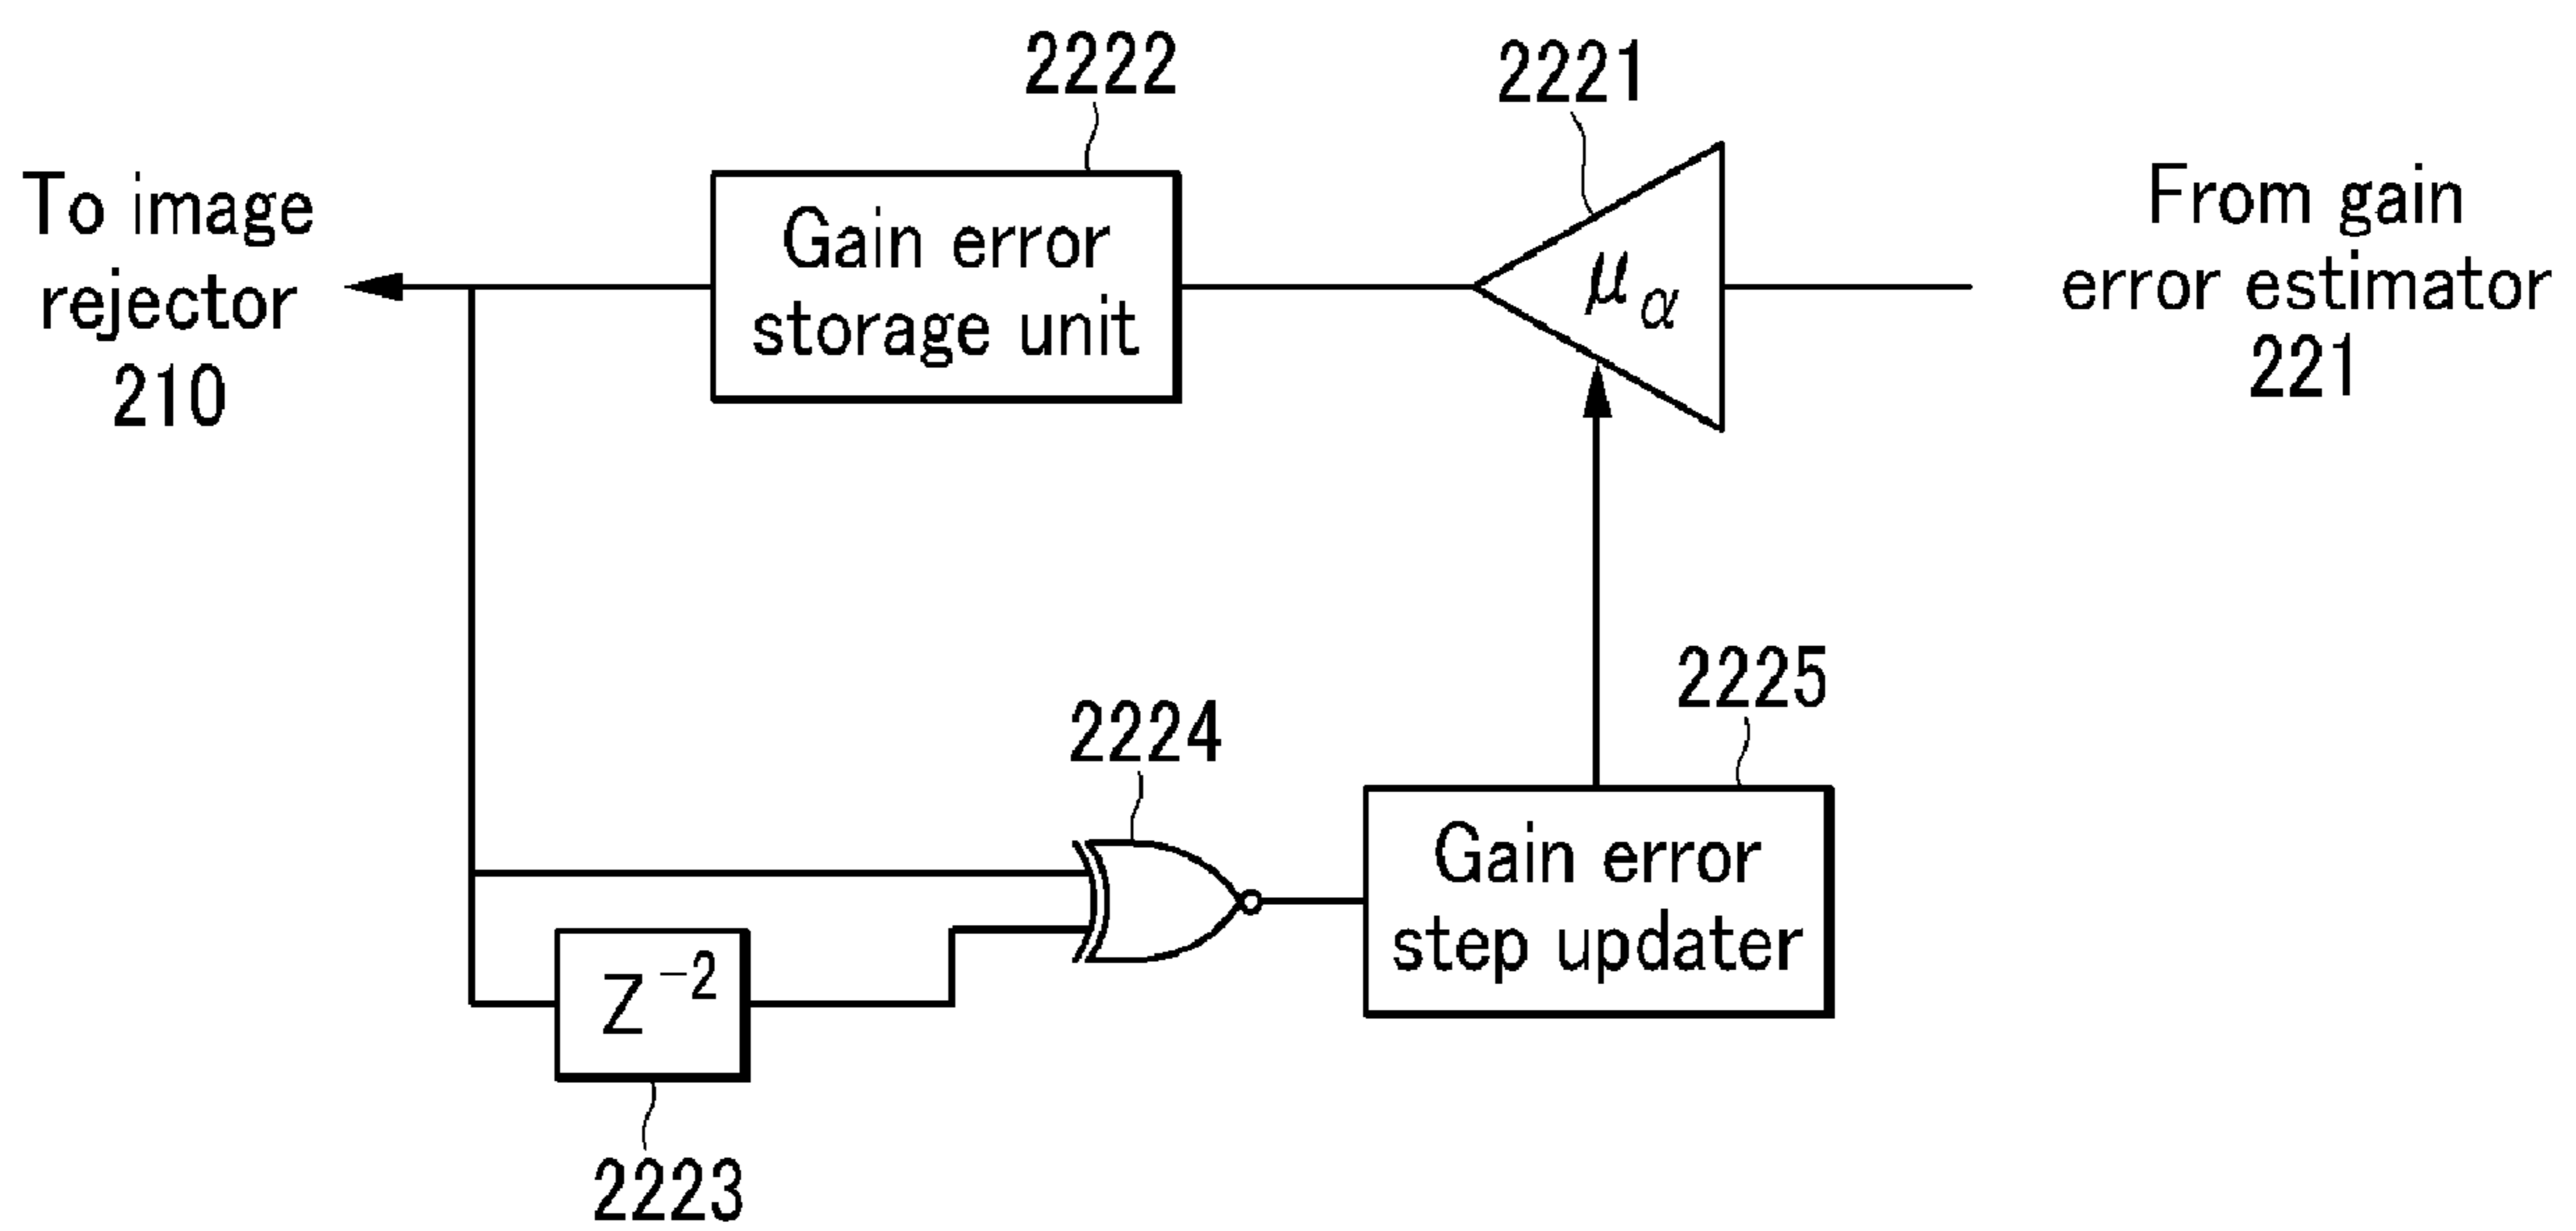 2222
2221
To image
rejector
210
Gain error
storage unit
μα
From gain
error estimator
221
2225
2224
Gain error
step updater
Z⁻²
2223